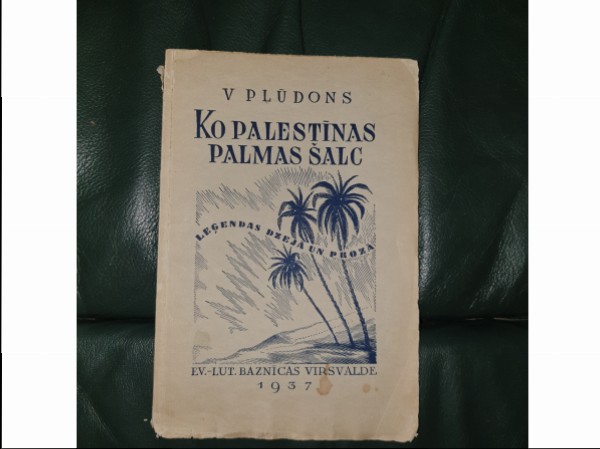 V PLŪDONS
KO PALESTĪNAS
PALMAS ŠALC
LEĢENDAS DZEJĀ UN PROZĀ
EV.-LUT. BAZNĪCAS VIRSVALDE
1937